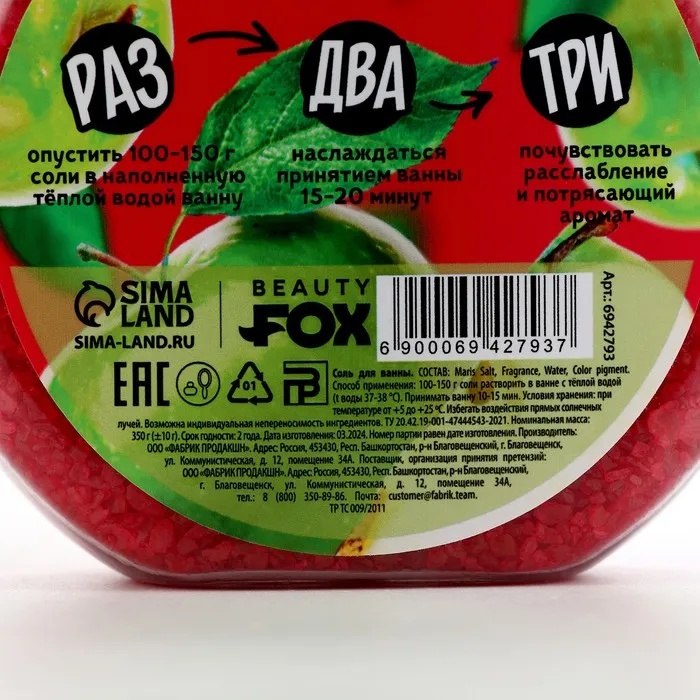 РАЗ
ДВА
ТРИ
опустить 100-150 г
соли в наполненную
тёплой водой ванну
наслаждаться
принятием ванны
15-20 минут
почувствовать
расслабление
и потрясающий
аромат
SIMA
LAND
SIMA-LAND.RU
BEAUTY
FOX
6 900069 427937
Арт.: 6942793
EAC
01
РВ
Соль для ванны. СОСТАВ: Maris Salt, Fragrance, Water, Color pigment.
Способ применения: 100-150 г соли растворить в ванне с тёплой водой
(t воды 37-38 °С). Принимать ванну 10-15 мин. Условия хранения: при
температуре от +5 до +25 °С. Избегать воздействия прямых солнечных
лучей. Возможна индивидуальная непереносимость ингредиентов. ТУ 20.42.19-001-47444543-2021. Номинальная масса:
350 г (±10 г). Срок годности: 2 года. Дата изготовления: 03.2024. Номер партии равен дате изготовления. Производитель:
ООО «ФАБРИК ПРОДАКШН». Адрес: Россия, 453430, Респ. Башкортостан, р-н Благовещенский, г. Благовещенск,
ул. Коммунистическая, д. 12, помещение 34А. Поставщик, организация принятия претензий:
ООО «ФАБРИК ПРОДАКШН». Адрес: Россия, 453430, Респ. Башкортостан, р-н Благовещенский,
г. Благовещенск, ул. Коммунистическая, д. 12, помещение 34А,
тел.: 8 (800) 350-89-86. Почта: customer@fabrik.team.
ТР ТС 009/2011